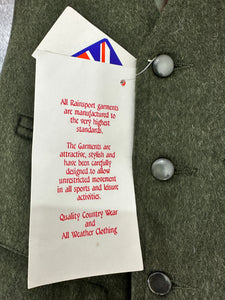 All Rainsport garments
are manufactured to
the very highest
standards.
The Garments are
attractive, stylish and
have been carefully
designed to allow
unrestricted movement
in all sports and leisure
activities.
Quality Country Wear
and
All Weather Clothing